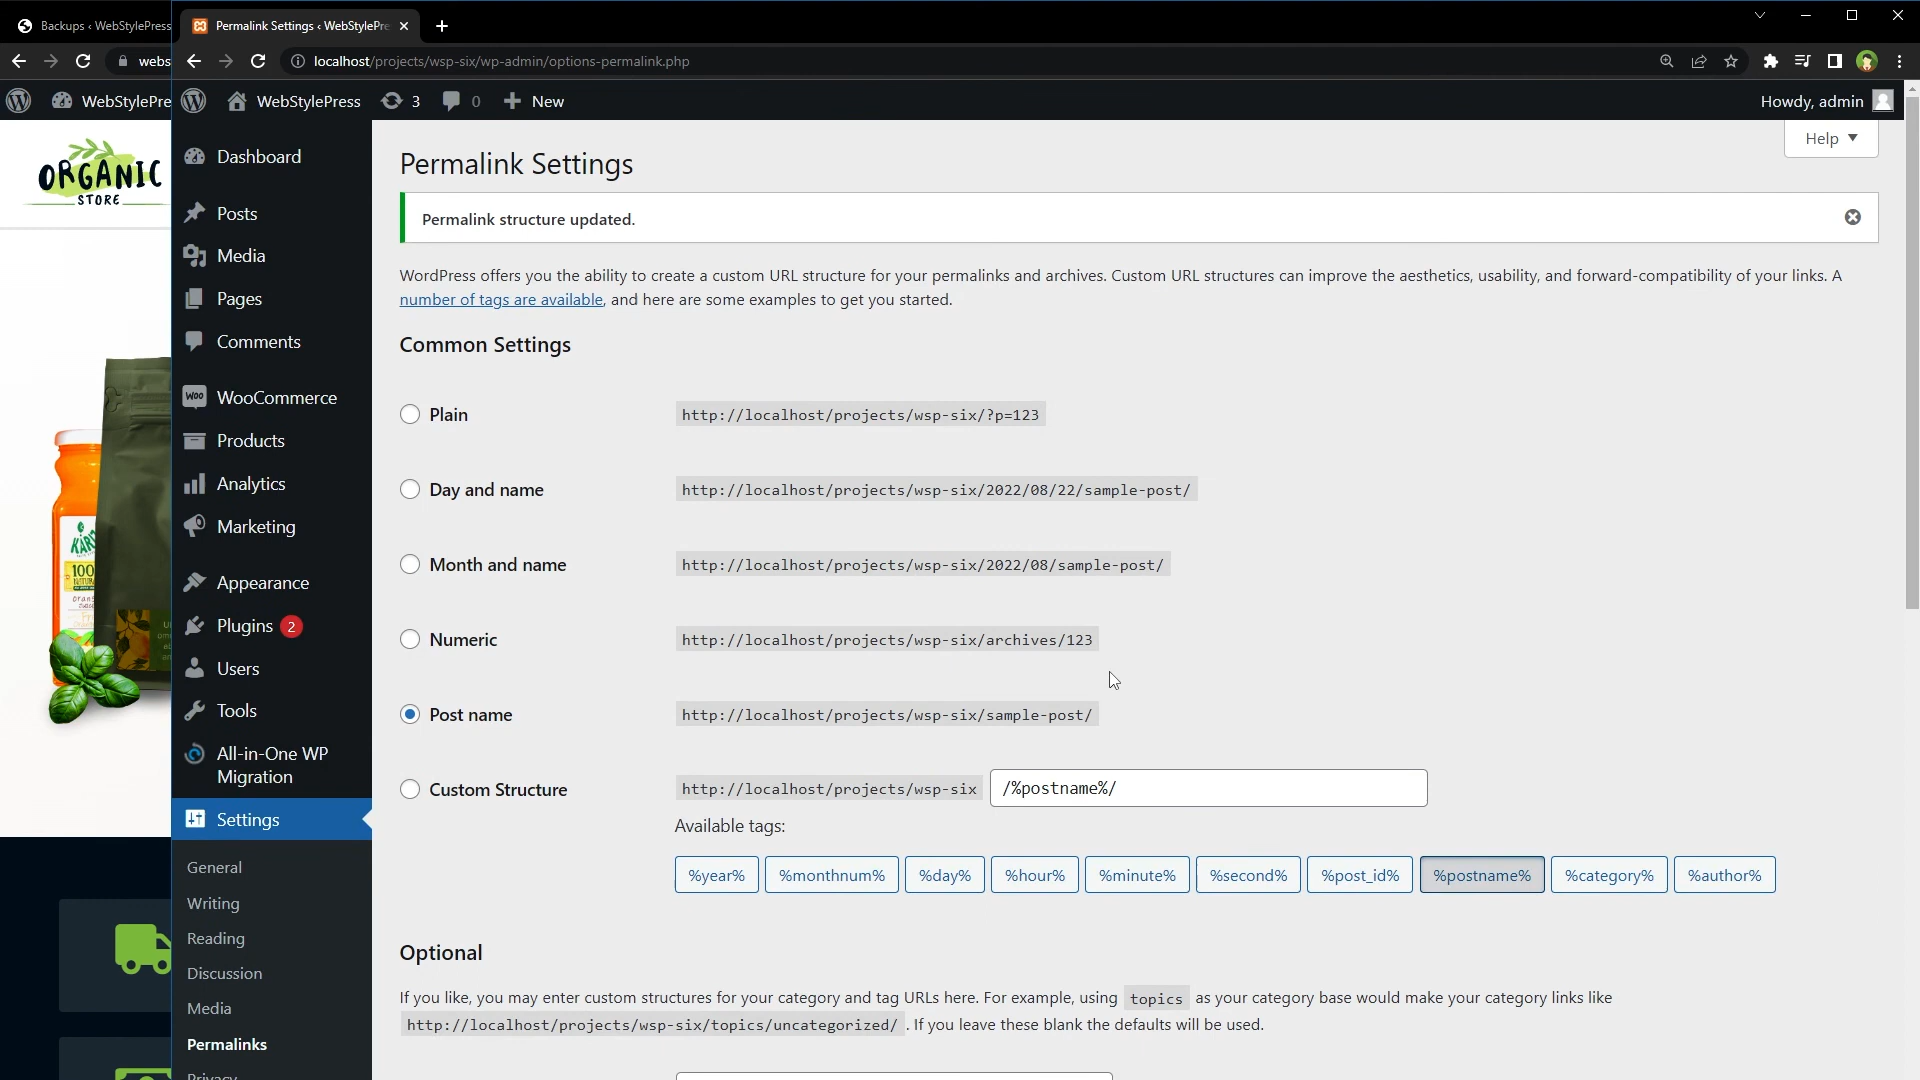 Backups ‹ WebStylePress
Permalink Settings ‹ WebStylePre
webs
localhost/projects/wsp-six/wp-admin/options-permalink.php
WebStylePre
WebStylePress
3
0
New
Howdy, admin
ORGANIC
STORE
Help
Dashboard
Posts
Media
Pages
Comments
WooCommerce
Products
Analytics
Marketing
Appearance
Plugins 2
Users
Tools
All-in-One WP
Migration
Settings
General
Writing
Reading
Discussion
Media
Permalinks
Privacy
Permalink Settings
Permalink structure updated.
WordPress offers you the ability to create a custom URL structure for your permalinks and archives. Custom URL structures can improve the aesthetics, usability, and forward-compatibility of your links. A
number of tags are available, and here are some examples to get you started.
Common Settings
Plain
http://localhost/projects/wsp-six/?p=123
Day and name
http://localhost/projects/wsp-six/2022/08/22/sample-post/
Month and name
http://localhost/projects/wsp-six/2022/08/sample-post/
Numeric
http://localhost/projects/wsp-six/archives/123
Post name
http://localhost/projects/wsp-six/sample-post/
Custom Structure
http://localhost/projects/wsp-six /%postname%/
Available tags:
%year% %monthnum% %day% %hour% %minute% %second% %post_id% %postname% %category% %author%
Optional
If you like, you may enter custom structures for your category and tag URLs here. For example, using topics as your category base would make your category links like
http://localhost/projects/wsp-six/topics/uncategorized/ . If you leave these blank the defaults will be used.